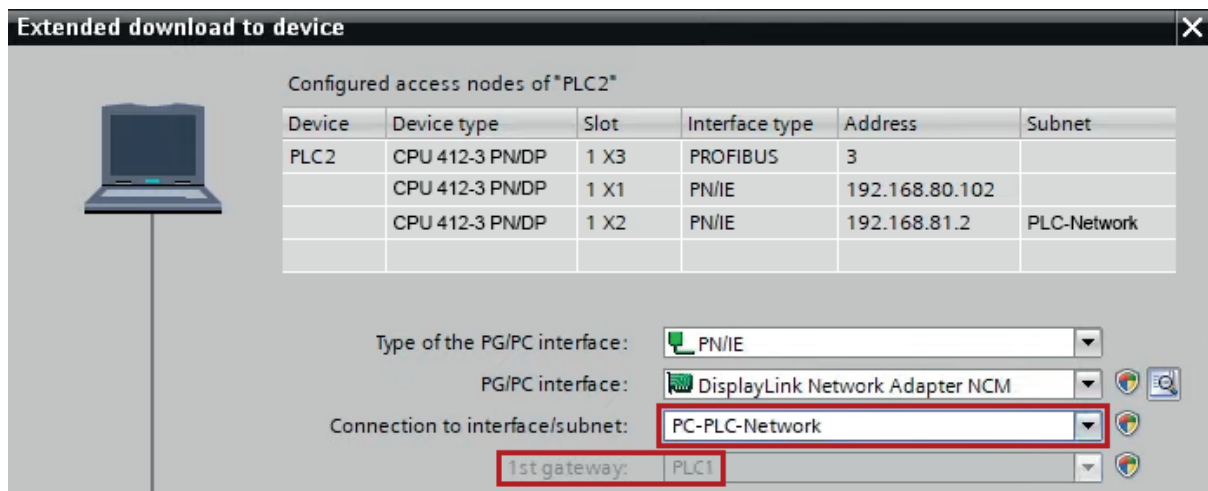 Extended download to device
Configured access nodes of "PLC2"
Device Device type Slot Interface type Address Subnet
PLC2 CPU 412-3 PN/DP 1 X3 PROFIBUS 3
CPU 412-3 PN/DP 1 X1 PN/IE 192.168.80.102
CPU 412-3 PN/DP 1 X2 PN/IE 192.168.81.2 PLC-Network
Type of the PG/PC interface: PN/IE
PG/PC interface: DisplayLink Network Adapter NCM
Connection to interface/subnet: PC-PLC-Network
1st gateway: PLC1